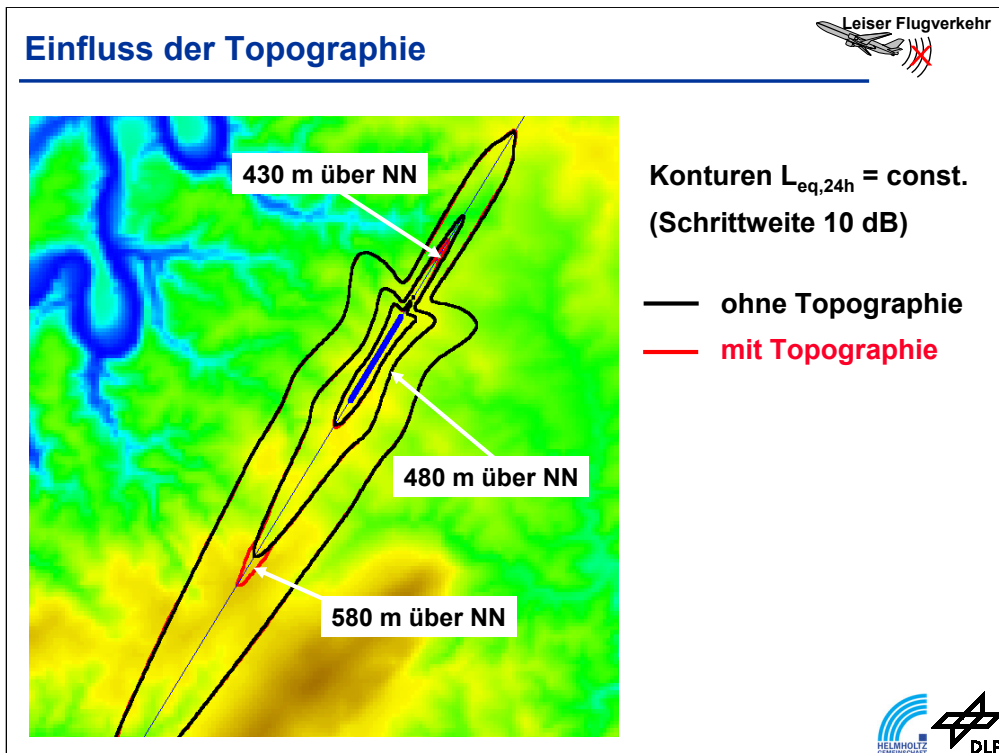 Leiser Flugverkehr
Einfluss der Topographie
430 m über NN
Konturen Leq,24h = const.
(Schrittweite 10 dB)
ohne Topographie
mit Topographie
480 m über NN
580 m über NN
HELMHOLTZ
GEMEINSCHAFT
DLR